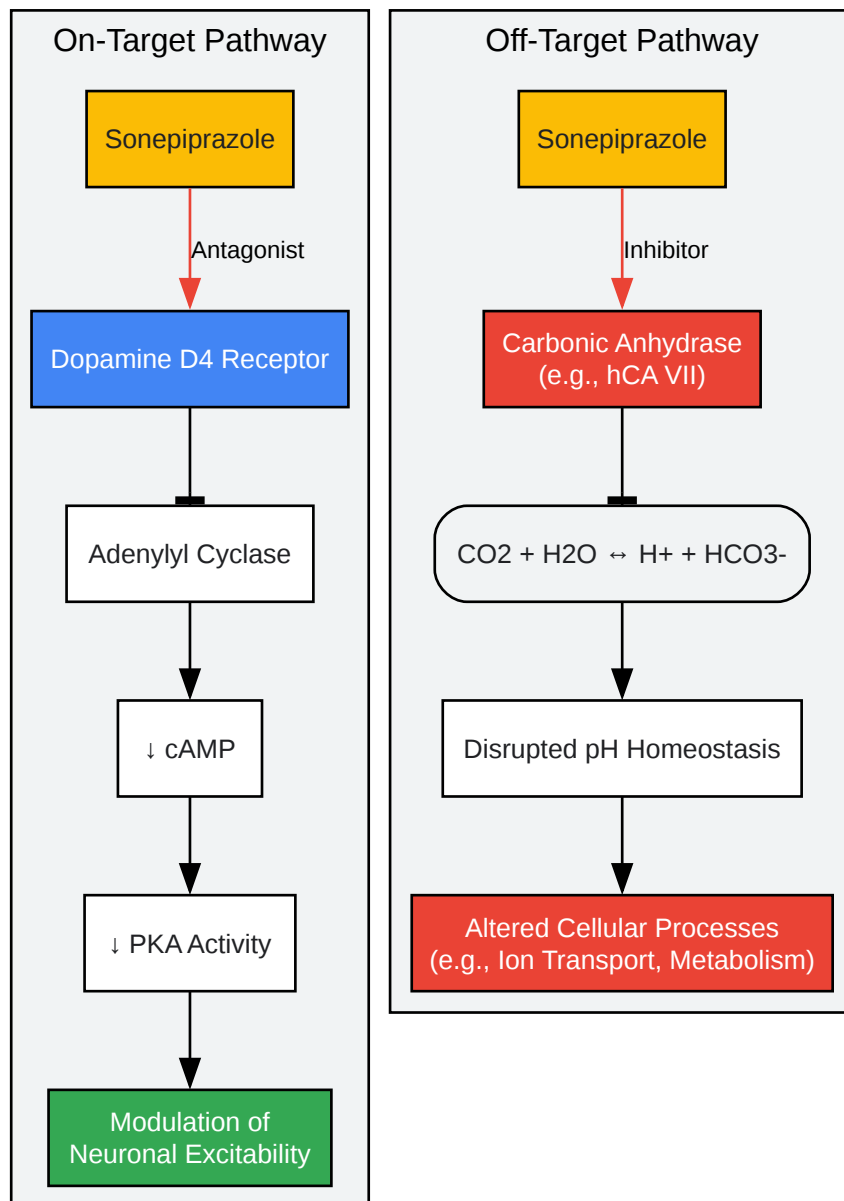 On-Target Pathway
Sonepiprazole
Antagonist
Dopamine D4 Receptor
Adenylyl Cyclase
↓ cAMP
↓ PKA Activity
Modulation of
Neuronal Excitability
Off-Target Pathway
Sonepiprazole
Inhibitor
Carbonic Anhydrase
(e.g., hCA VII)
CO2 + H2O ↔ H+ + HCO3-
Disrupted pH Homeostasis
Altered Cellular Processes
(e.g., Ion Transport, Metabolism)